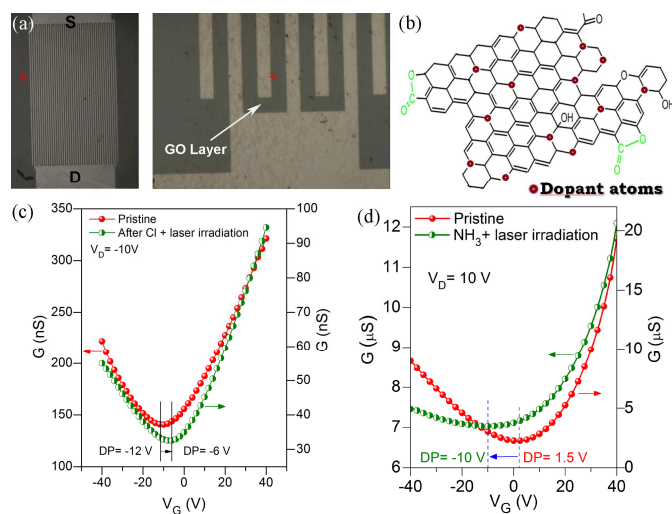 (a)
S
D
GO Layer
(b)
O
O
C
O
OH
O
OH
C
O
O
Dopant atoms
(c)
350
300
250
200
150
100
G (nS)
Pristine
After Cl + laser irradiation
V_D= -10V
DP= -12 V
DP= -6 V
100
90
80
70
60
50
40
30
G (nS)
-40
-20
0
20
40
V_G (V)
(d)
12
11
10
9
8
7
6
G (µS)
Pristine
NH₃+ laser irradiation
V_D= 10 V
DP= -10 V
DP= 1.5 V
20
15
10
5
0
G (µS)
-40
-20
0
20
40
V_G (V)